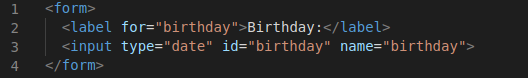 1 <form>
2 <label for="birthday">Birthday:</label>
3 <input type="date" id="birthday" name="birthday">
4 </form>